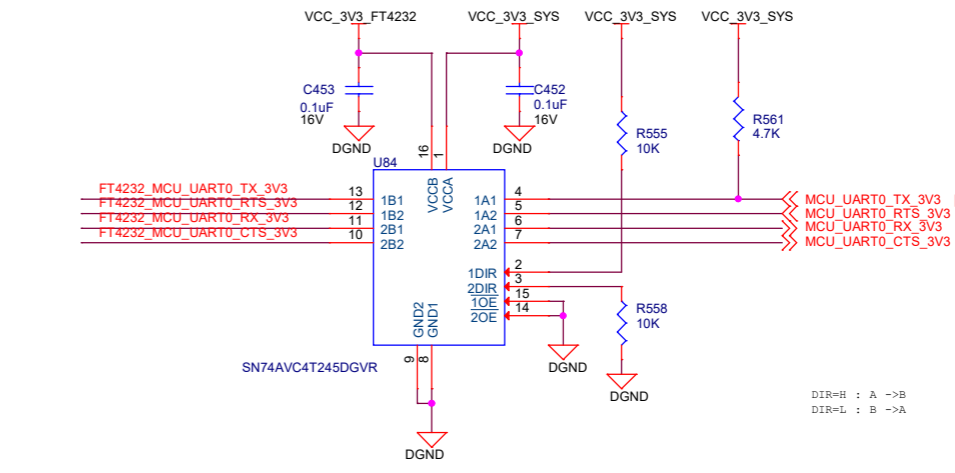 VCC_3V3_FT4232 VCC_3V3_SYS VCC_3V3_SYS VCC_3V3_SYS
C453
0.1uF
16V
DGND
C452
0.1uF
16V
DGND
R555
10K
R561
4.7K
U84
16
1
VCCB
VCCA
FT4232_MCU_UART0_TX_3V3 13 1B1 1A1 4 MCU_UART0_TX_3V3
FT4232_MCU_UART0_RTS_3V3 12 1B2 1A2 5 MCU_UART0_RTS_3V3
FT4232_MCU_UART0_RX_3V3 11 2B1 2A1 6 MCU_UART0_RX_3V3
FT4232_MCU_UART0_CTS_3V3 10 2B2 2A2 7 MCU_UART0_CTS_3V3
1DIR 2
2DIR 3
1OE 15
2OE 14
GND2
GND1
9
8
R558
10K
SN74AVC4T245DGVR
DGND
DGND
DGND
DIR=H : A ->B
DIR=L : B ->A